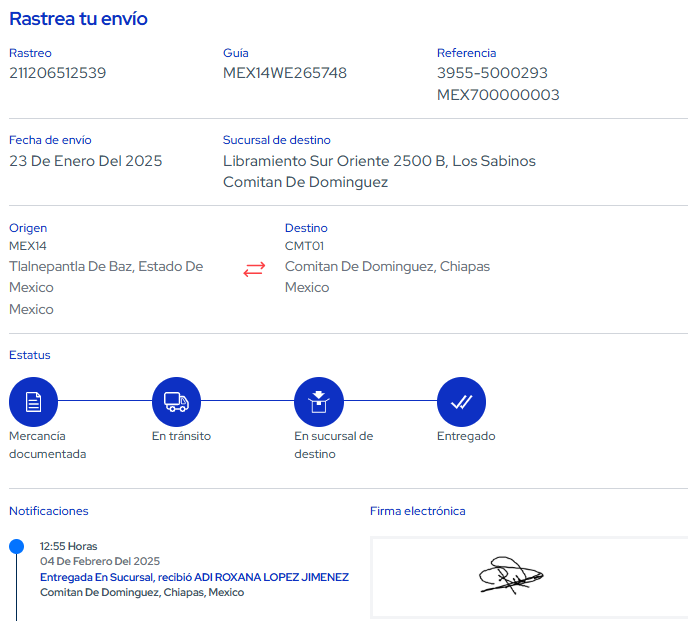 Rastrea tu envío
Rastreo
211206512539
Guía
MEX14WE265748
Referencia
3955-5000293
MEX700000003
Fecha de envío
23 De Enero Del 2025
Sucursal de destino
Libramiento Sur Oriente 2500 B, Los Sabinos
Comitan De Dominguez
Origen
MEX14
Tlalnepantla De Baz, Estado De
Mexico
Mexico
Destino
CMT01
Comitan De Dominguez, Chiapas
Mexico
Estatus
Mercancía
documentada
En tránsito
En sucursal de
destino
Entregado
Notificaciones
12:55 Horas
04 De Febrero Del 2025
Entregada En Sucursal, recibió ADI ROXANA LOPEZ JIMENEZ
Comitan De Dominguez, Chiapas, Mexico
Firma electrónica